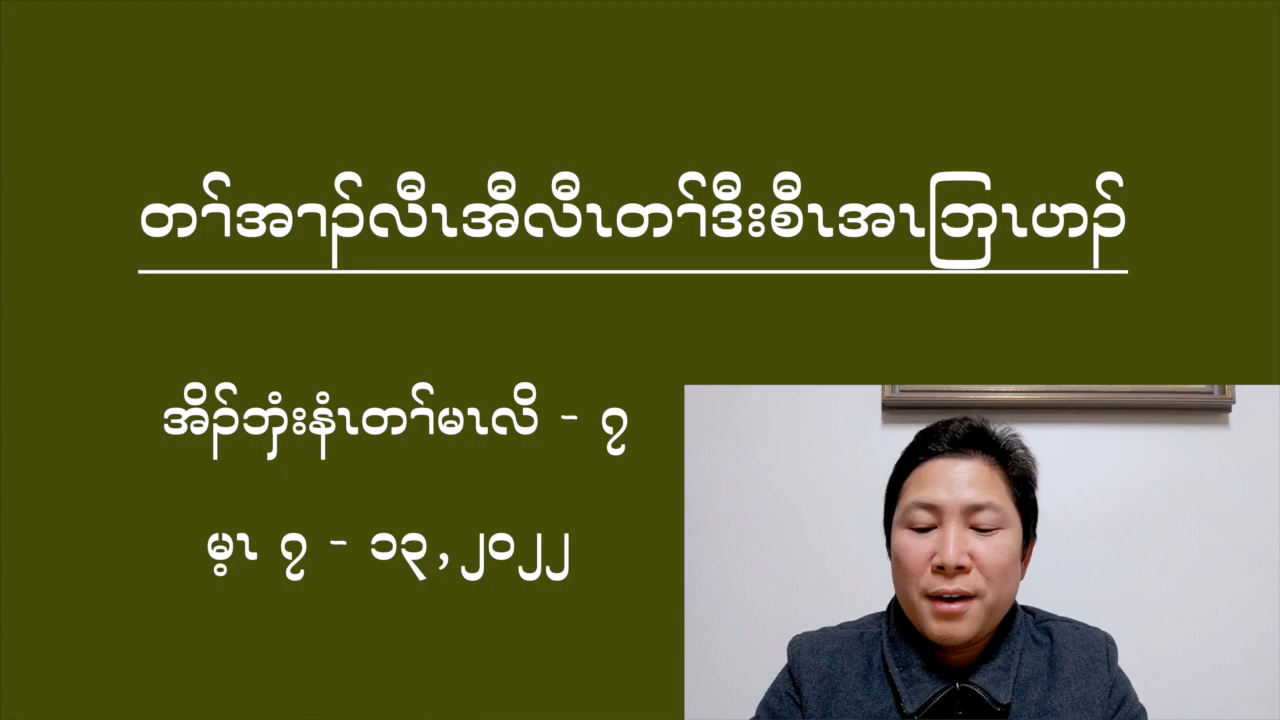 တၢ်အၢၣ်လီၤအီလီၤတၢ်ဒီးစီၤအၤဘြၤဟၣ်
အိၣ်ဘှံးနံၤတၢ်မၤလိ - ၇
မ့ၤ ၇ - ၁၃,၂၀၂၂